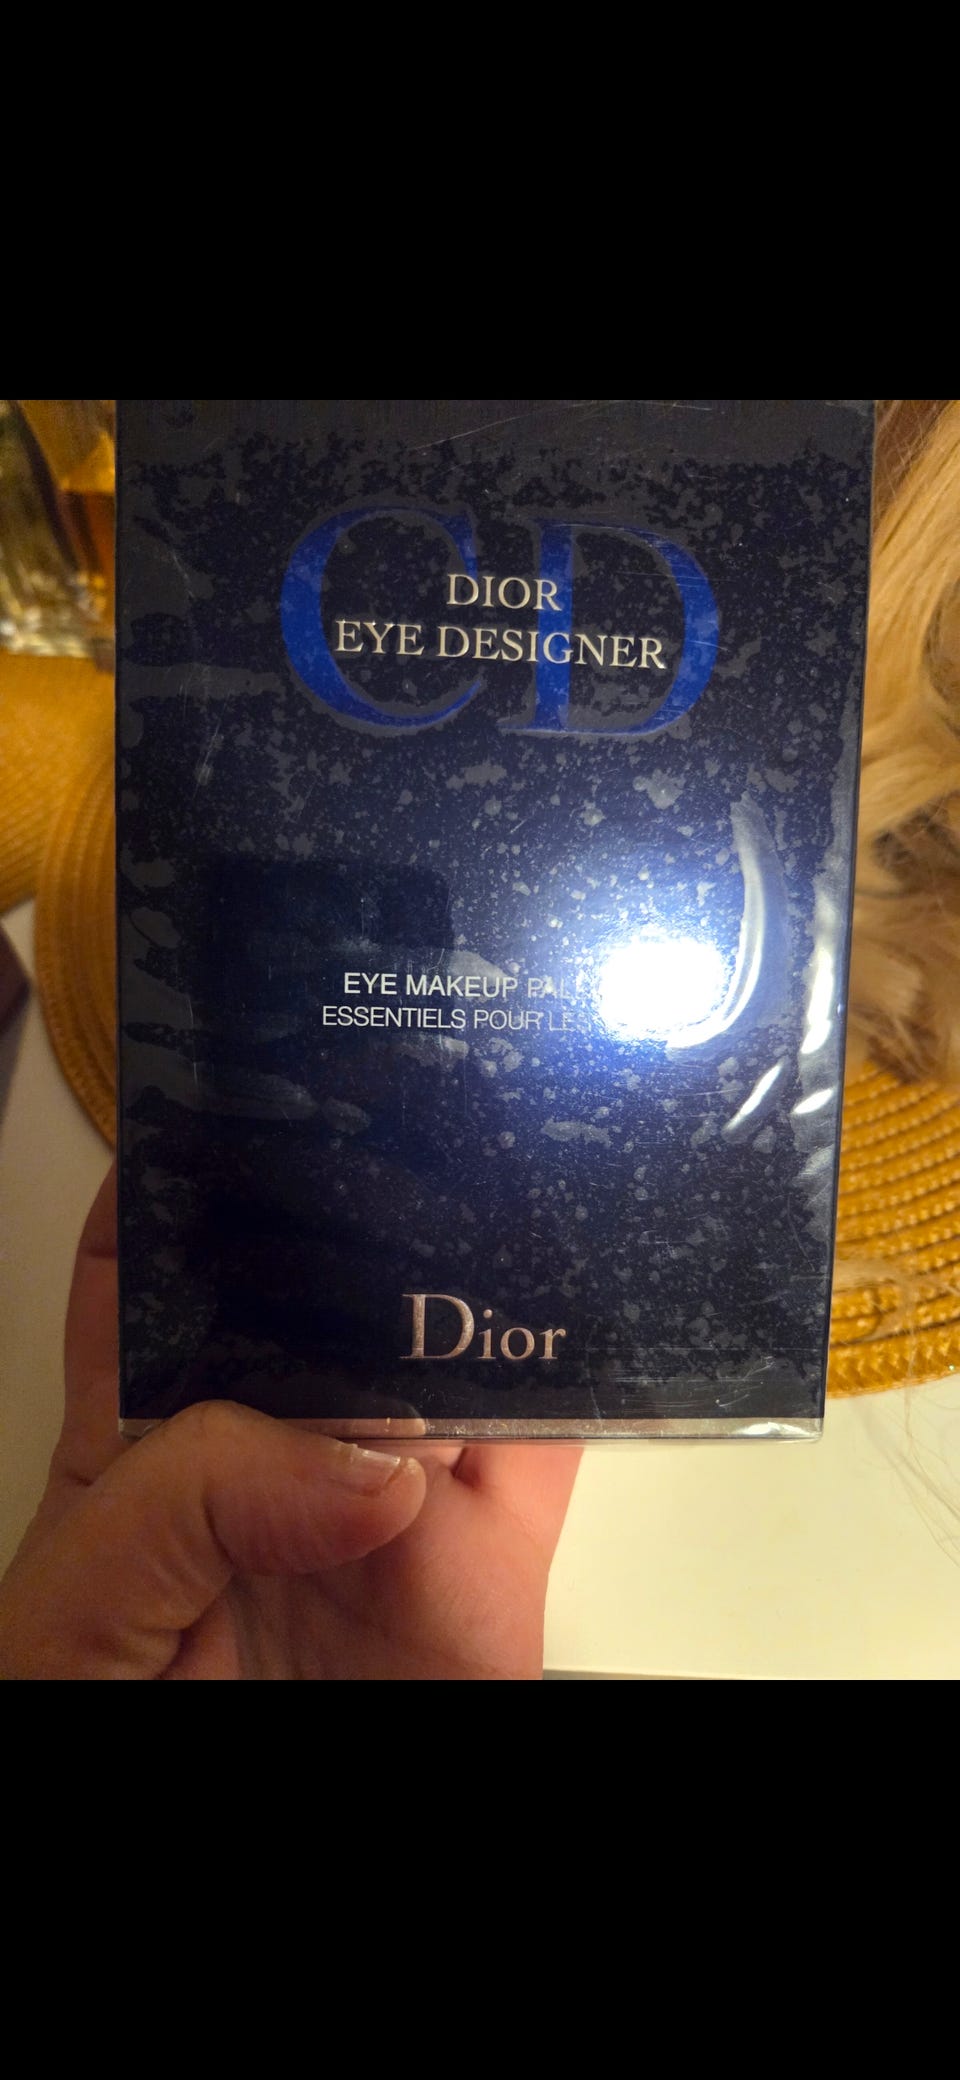 CD
DIOR
EYE DESIGNER
EYE MAKEUP
ESSENTIELS POUR
Dior